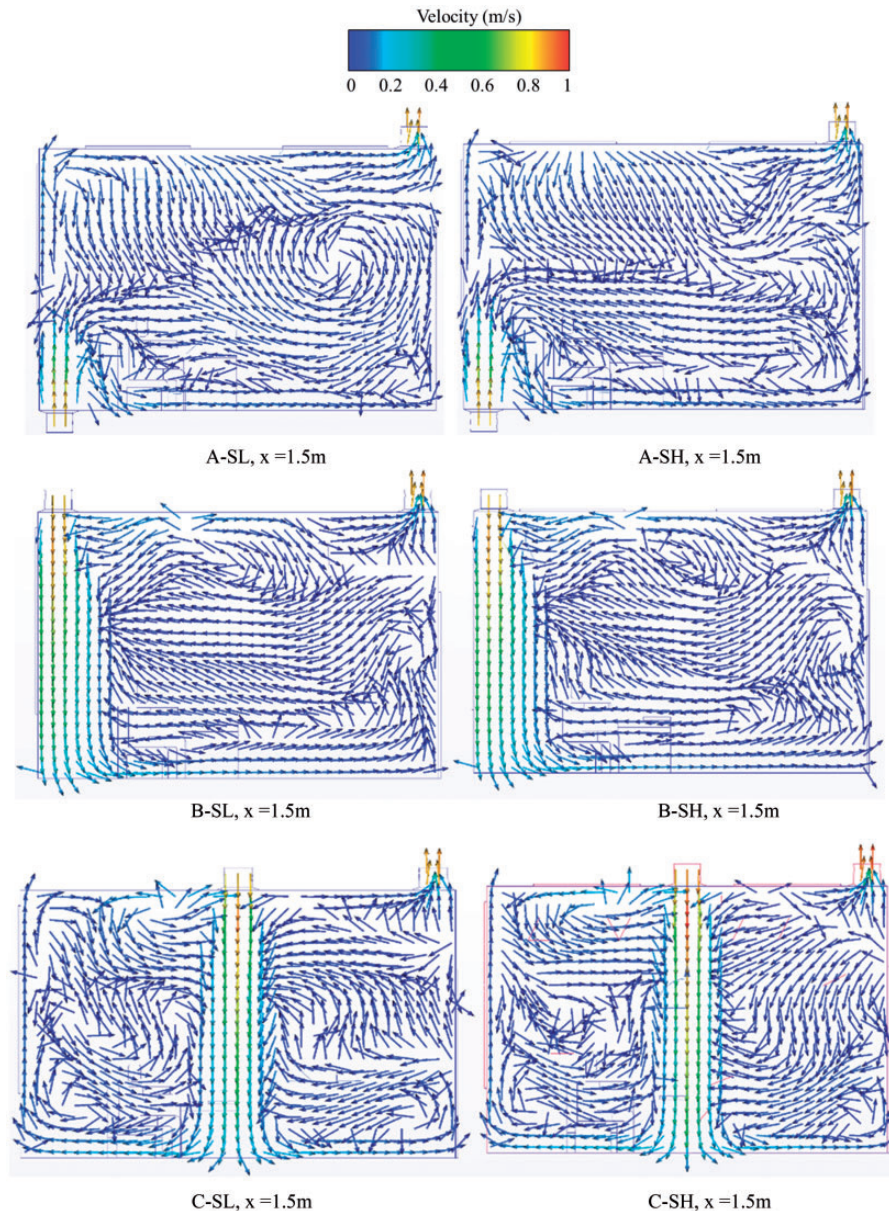 Velocity (m/s)
0 0.2 0.4 0.6 0.8 1
A-SL, x =1.5m
A-SH, x =1.5m
B-SL, x =1.5m
B-SH, x =1.5m
C-SL, x =1.5m
C-SH, x =1.5m